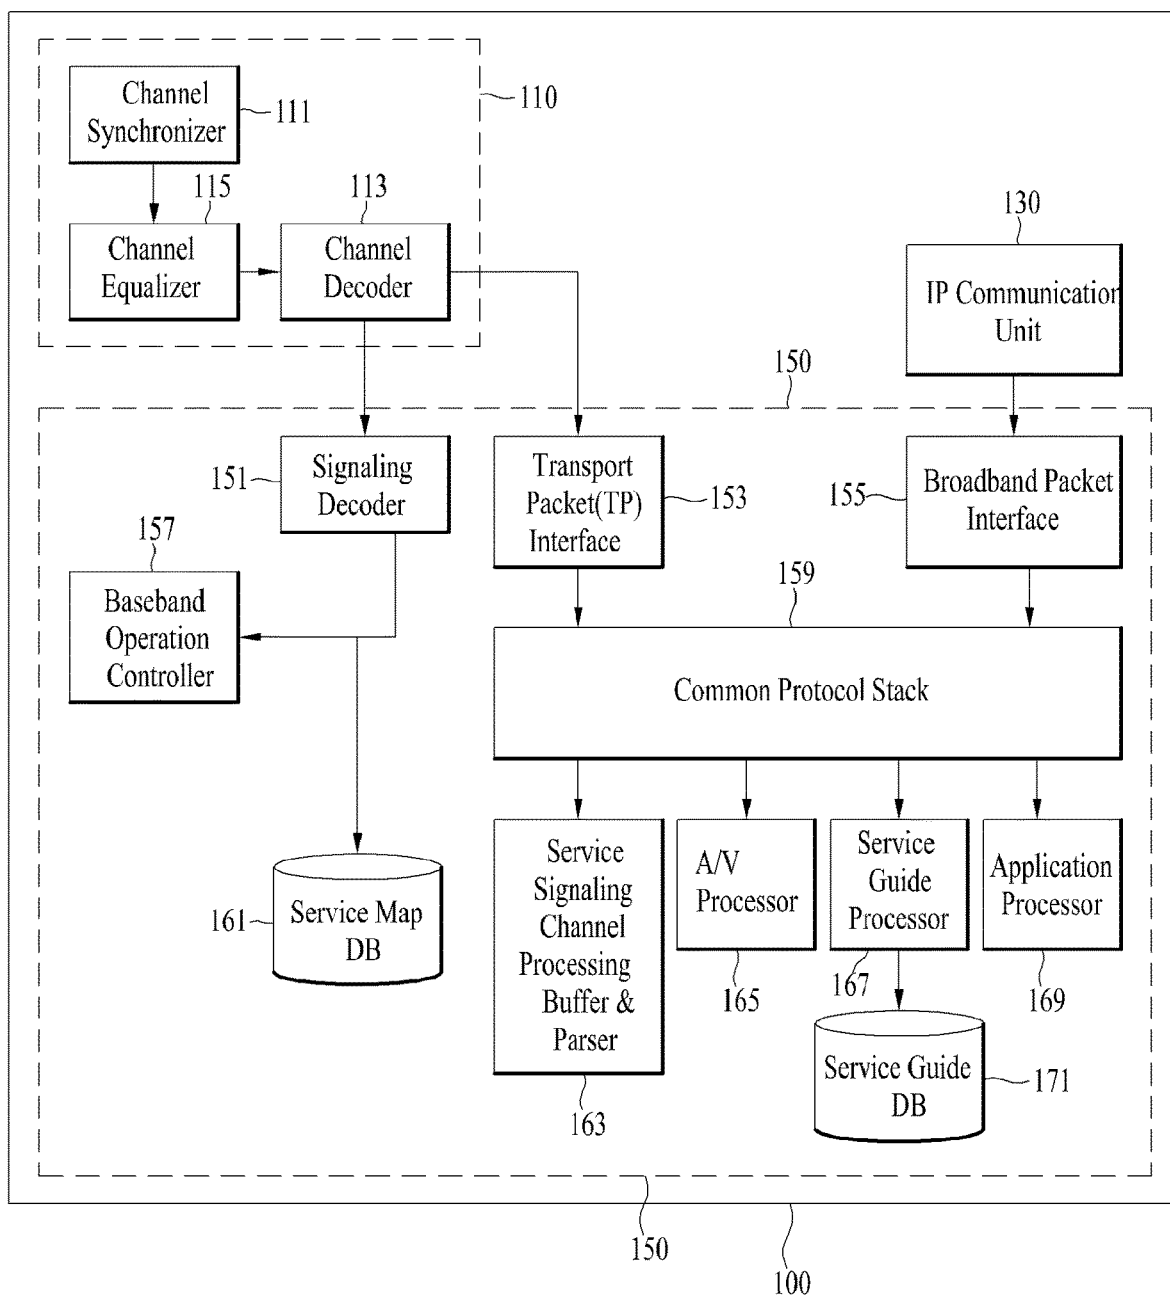 Channel
Synchronizer
111
110
115
113
Channel
Equalizer
Channel
Decoder
130
IP Communication
Unit
150
151
Signaling
Decoder
Transport
Packet(TP)
Interface
153
155
Broadband Packet
Interface
157
Baseband
Operation
Controller
159
Common Protocol Stack
161
Service Map
DB
Service
Signaling
Channel
Processing
Buffer &
Parser
163
A/V
Processor
165
Service
Guide
Processor
167
Application
Processor
169
Service Guide
DB
171
150
100